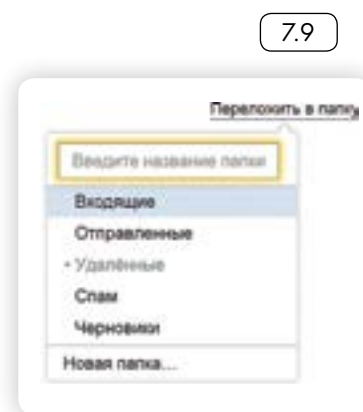 7.9
Переложить в папку
Введите название папки
Входящие
Отправленные
• Удалённые
Спам
Черновики
Новая папка...